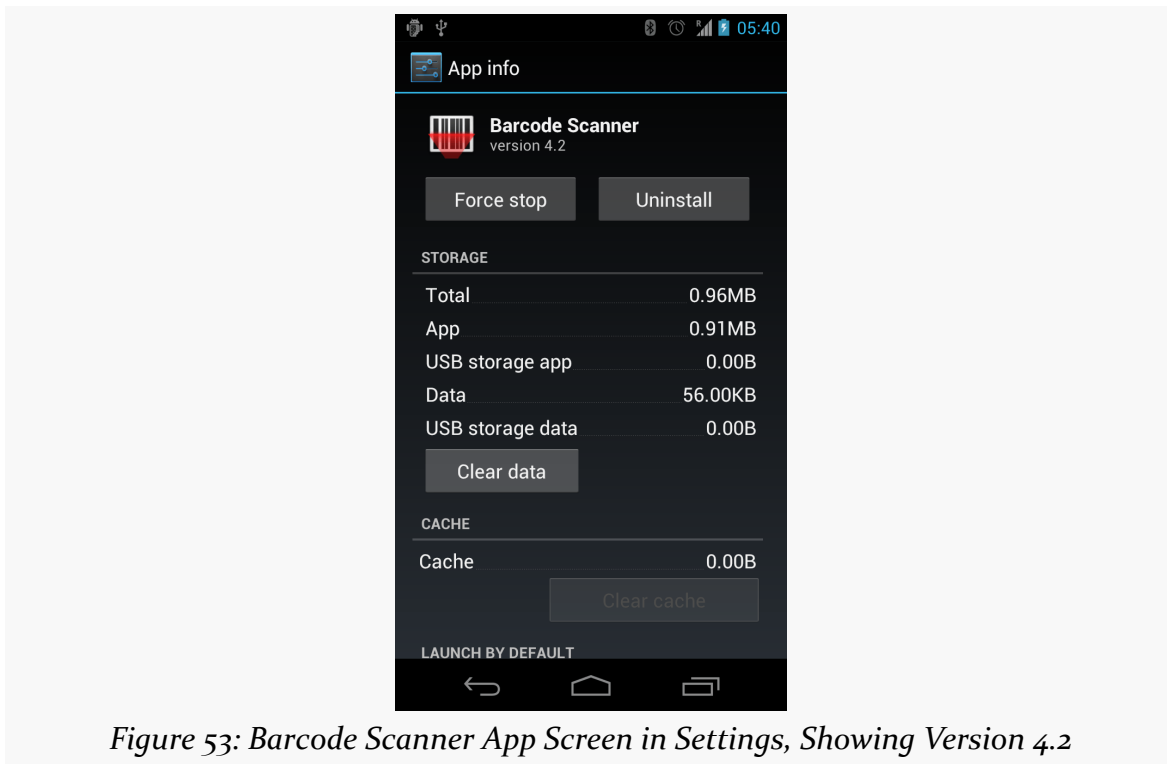 R 05:40
App info
Barcode Scanner
version 4.2
Force stop Uninstall
STORAGE
Total 0.96MB
App 0.91MB
USB storage app 0.00B
Data 56.00KB
USB storage data 0.00B
Clear data
CACHE
Cache 0.00B
Clear cache
LAUNCH BY DEFAULT
Figure 53: Barcode Scanner App Screen in Settings, Showing Version 4.2